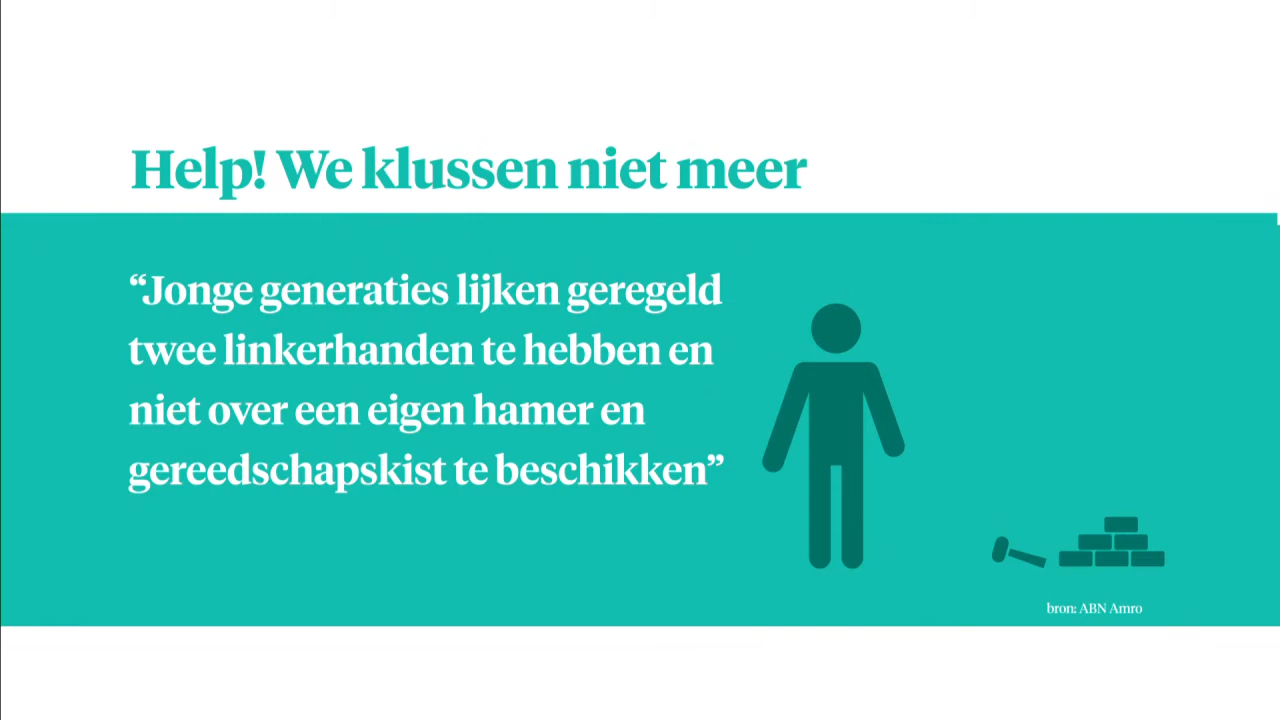 Help! We klussen niet meer
“Jonge generaties lijken geregeld
twee linkerhanden te hebben en
niet over een eigen hamer en
gereedschapskist te beschikken”
bron: ABN Amro